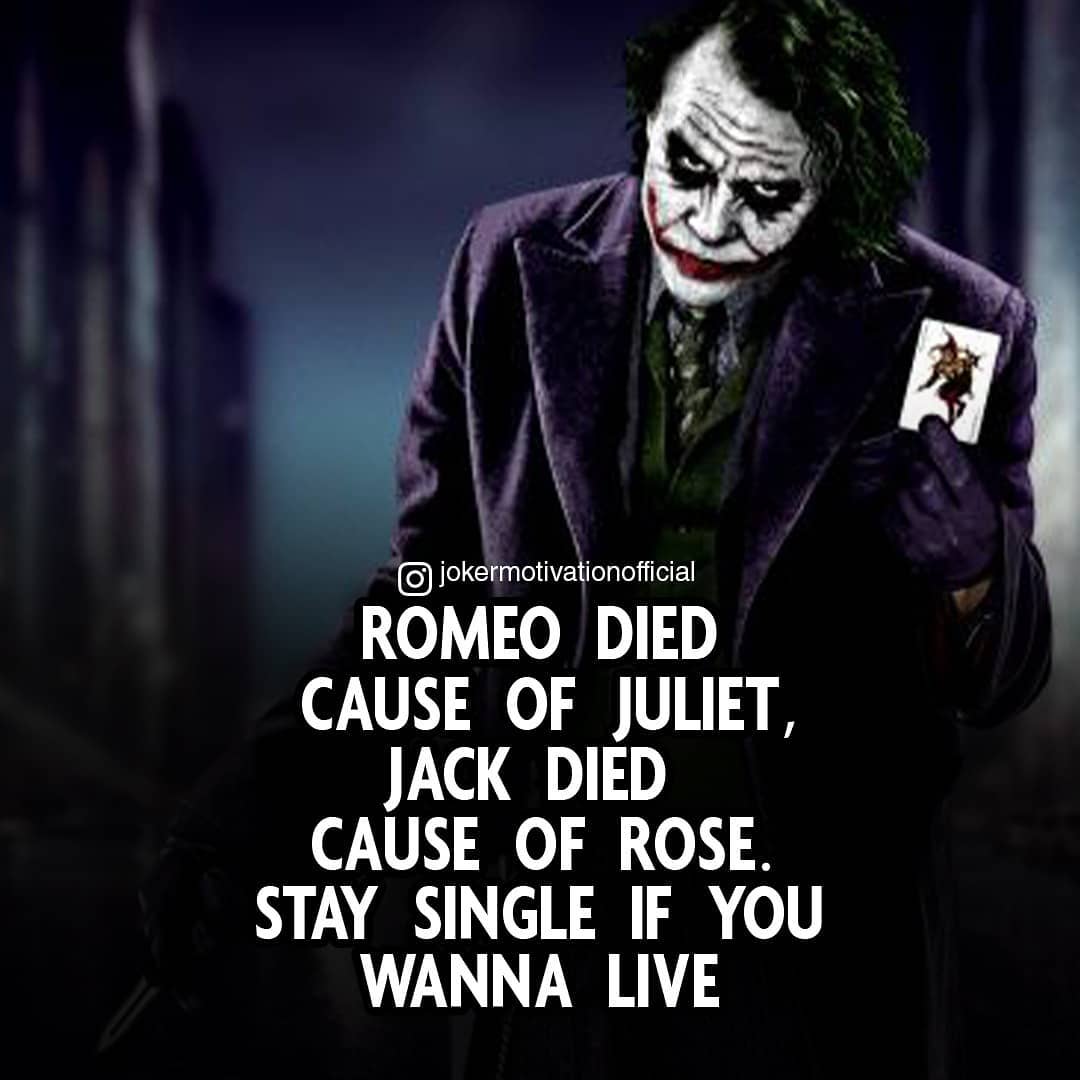 jokermotivationofficial
ROMEO DIED
CAUSE OF JULIET,
JACK DIED
CAUSE OF ROSE.
STAY SINGLE IF YOU
WANNA LIVE